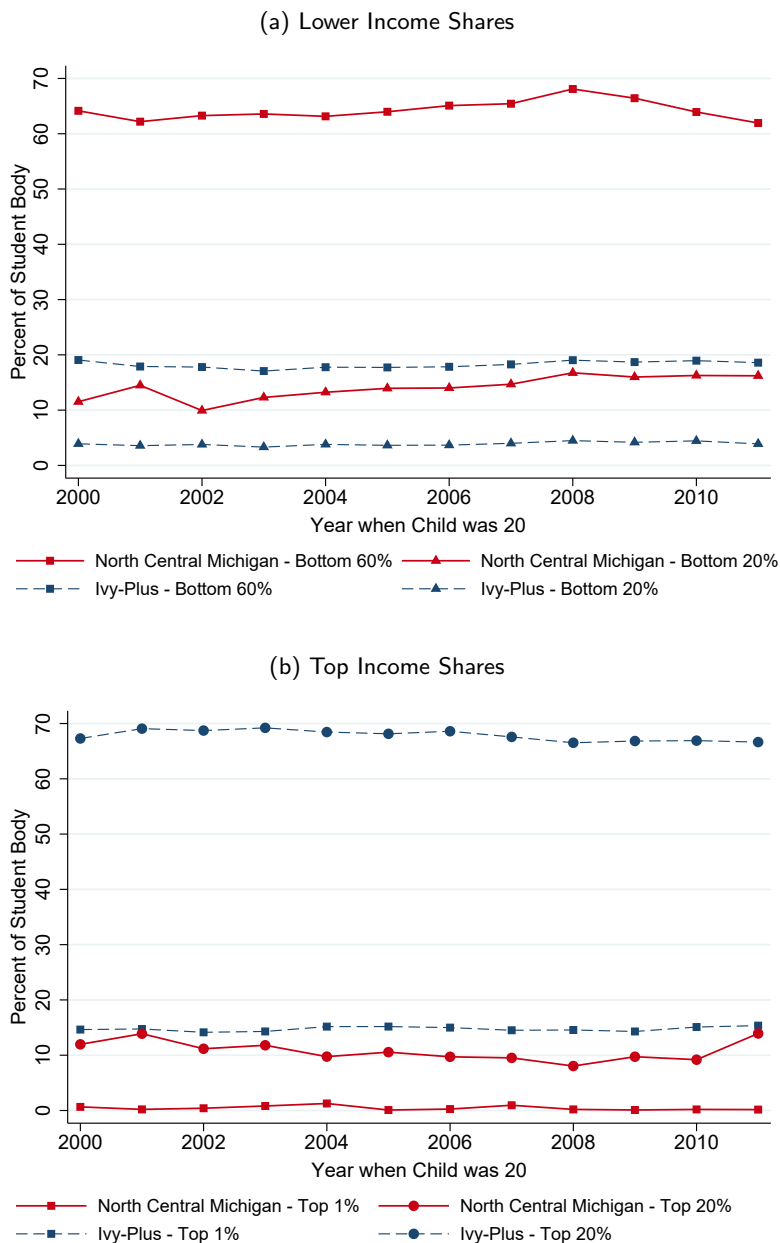 (a) Lower Income Shares
Percent of Student Body
70
60
50
40
30
20
10
0
2000 2002 2004 2006 2008 2010
Year when Child was 20
North Central Michigan - Bottom 60% North Central Michigan - Bottom 20%
Ivy-Plus - Bottom 60% Ivy-Plus - Bottom 20%
(b) Top Income Shares
Percent of Student Body
70
60
50
40
30
20
10
0
2000 2002 2004 2006 2008 2010
Year when Child was 20
North Central Michigan - Top 1% North Central Michigan - Top 20%
Ivy-Plus - Top 1% Ivy-Plus - Top 20%